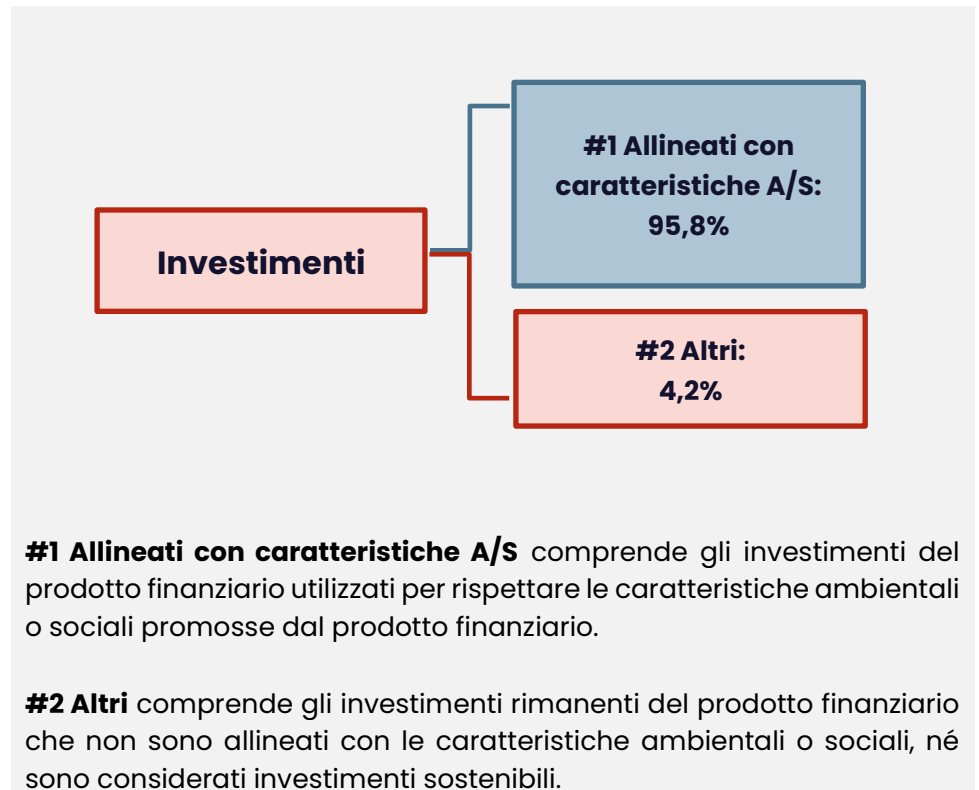 #1 Allineati con
caratteristiche A/S:
95,8%
Investimenti
#2 Altri:
4,2%
#1 Allineati con caratteristiche A/S comprende gli investimenti del
prodotto finanziario utilizzati per rispettare le caratteristiche ambientali
o sociali promosse dal prodotto finanziario.
#2 Altri comprende gli investimenti rimanenti del prodotto finanziario
che non sono allineati con le caratteristiche ambientali o sociali, né
sono considerati investimenti sostenibili.